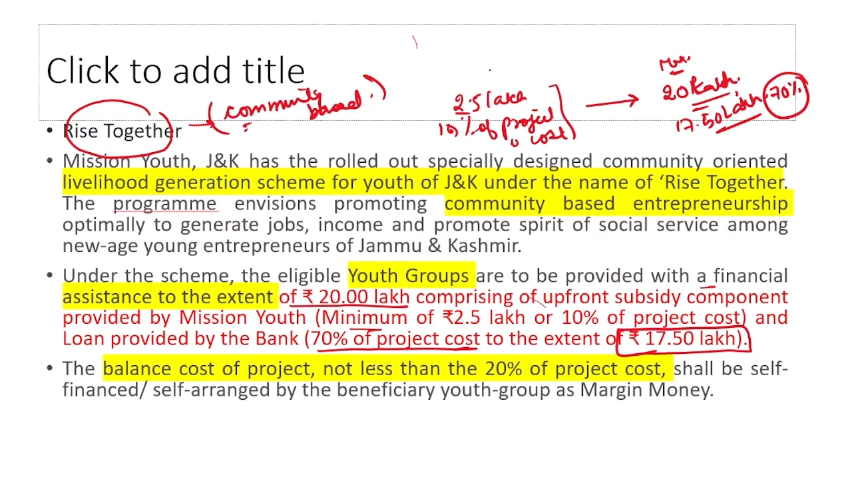 Click to add title
Max.
20 Lakh.
17.50 Lakh
70%
(community based.)
2.5 lakh
10% of project cost
• Rise Together
• Mission Youth, J&K has the rolled out specially designed community oriented
livelihood generation scheme for youth of J&K under the name of ‘Rise Together.
The programme envisions promoting community based entrepreneurship
optimally to generate jobs, income and promote spirit of social service among
new-age young entrepreneurs of Jammu & Kashmir.
• Under the scheme, the eligible Youth Groups are to be provided with a financial
assistance to the extent of ₹ 20.00 lakh comprising of upfront subsidy component
provided by Mission Youth (Minimum of ₹2.5 lakh or 10% of project cost) and
Loan provided by the Bank (70% of project cost to the extent of ₹ 17.50 lakh).
• The balance cost of project, not less than the 20% of project cost, shall be self-
financed/ self-arranged by the beneficiary youth-group as Margin Money.